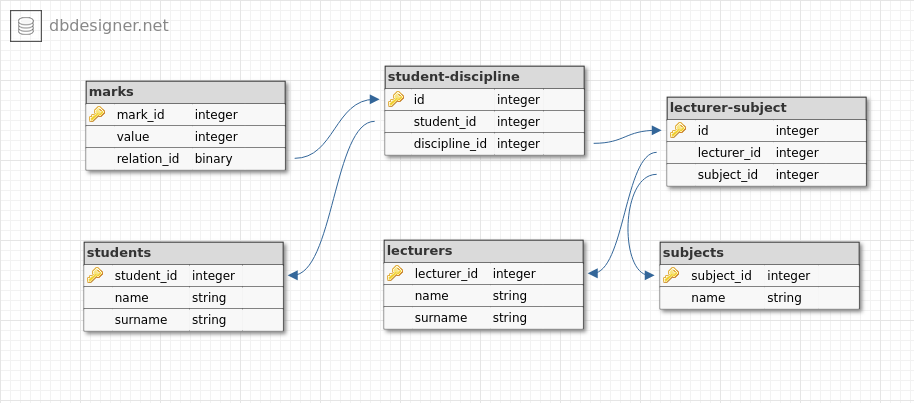 dbdesigner.net
marks
mark_id integer
value integer
relation_id binary
student-discipline
id integer
student_id integer
discipline_id integer
lecturer-subject
id integer
lecturer_id integer
subject_id integer
students
student_id integer
name string
surname string
lecturers
lecturer_id integer
name string
surname string
subjects
subject_id integer
name string